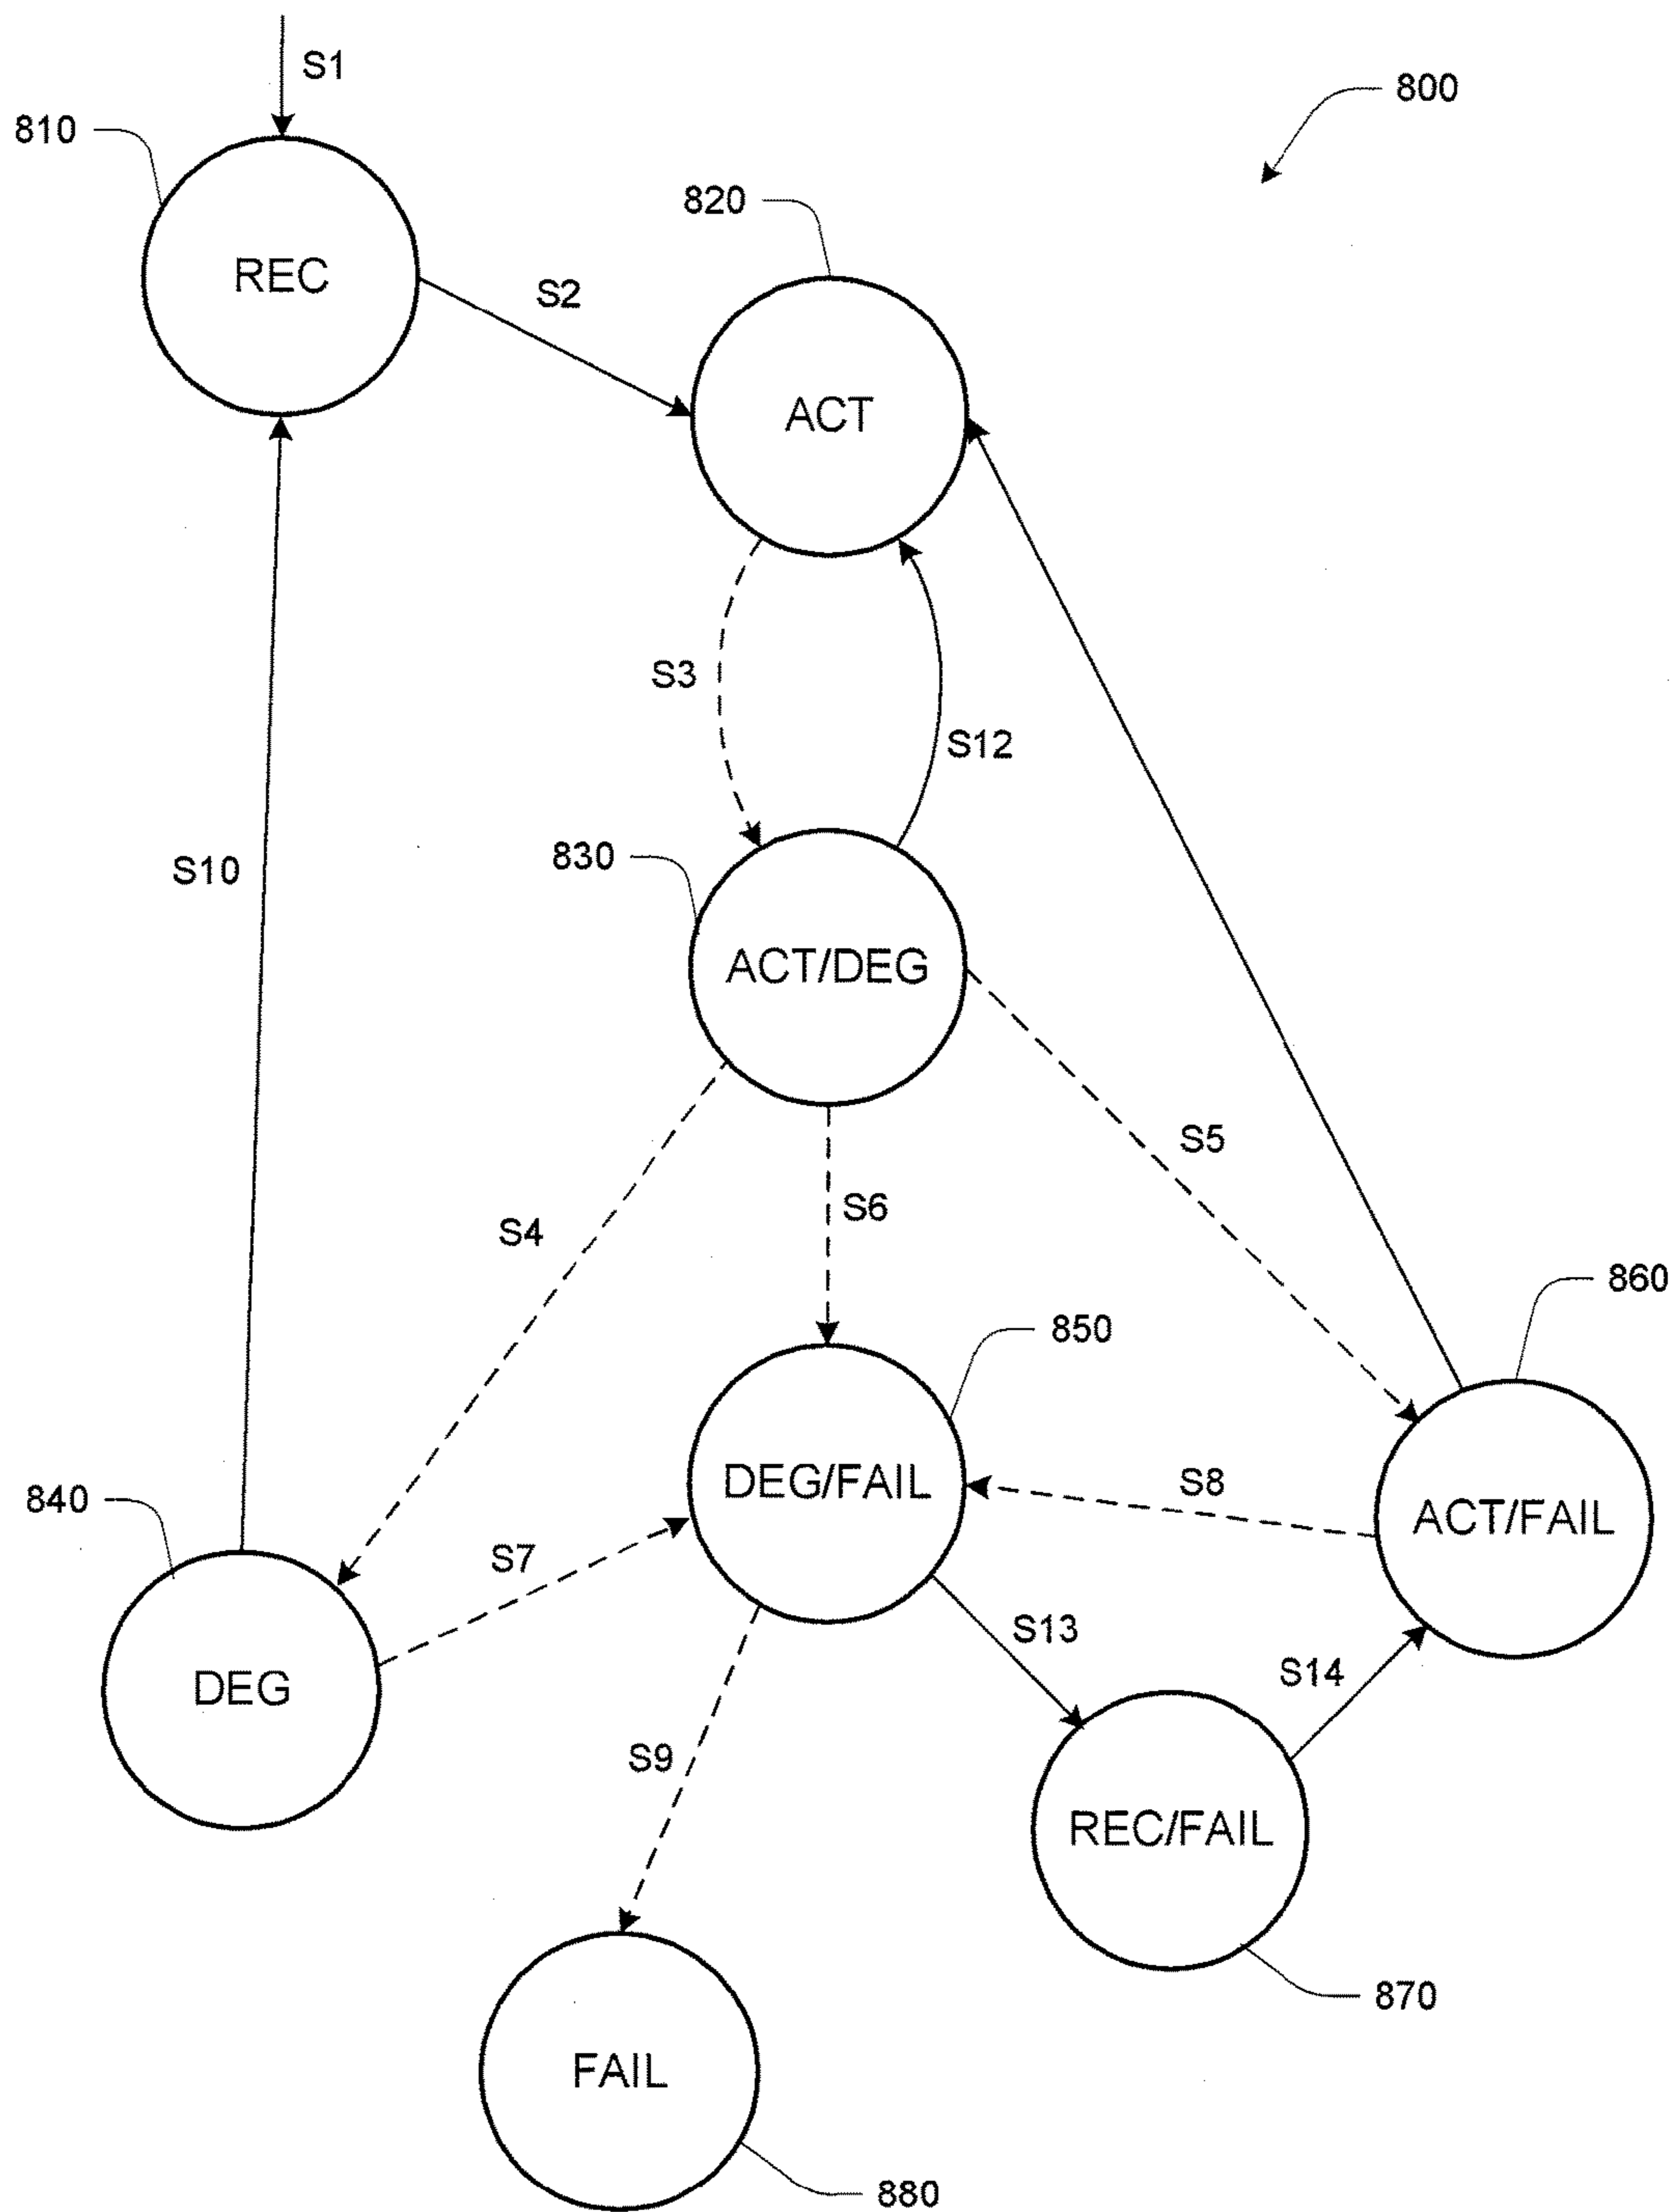 S1
800
810
820
REC
S2
ACT
S3
S12
830
S10
ACT/DEG
S5
S6
S4
860
850
DEG/FAIL
S8
840
ACT/FAIL
S7
S13
S14
DEG
S9
REC/FAIL
870
FAIL
880